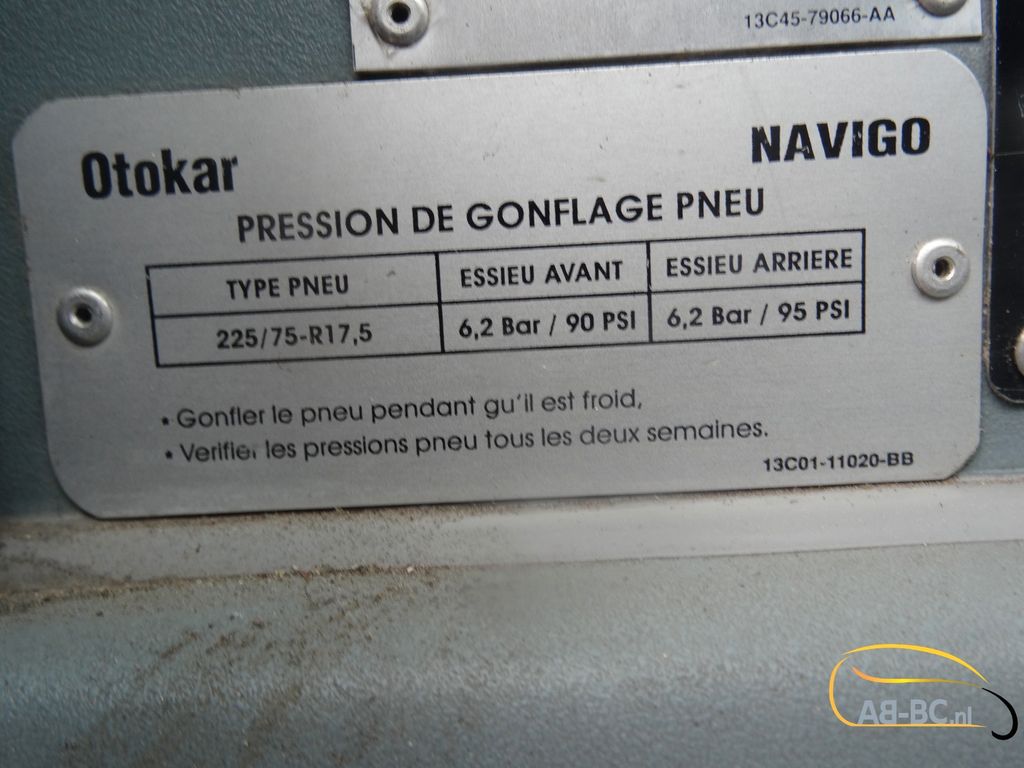 13C45-79066-AA
Otokar
NAVIGO
PRESSION DE GONFLAGE PNEU
TYPE PNEU ESSIEU AVANT ESSIEU ARRIERE
225/75-R17,5 6,2 Bar / 90 PSI 6,2 Bar / 95 PSI
• Gonfler le pneu pendant gu'il est froid,
• Verifier les pressions pneu tous les deux semaines.
13C01-11020-BB
AB-BC.nl